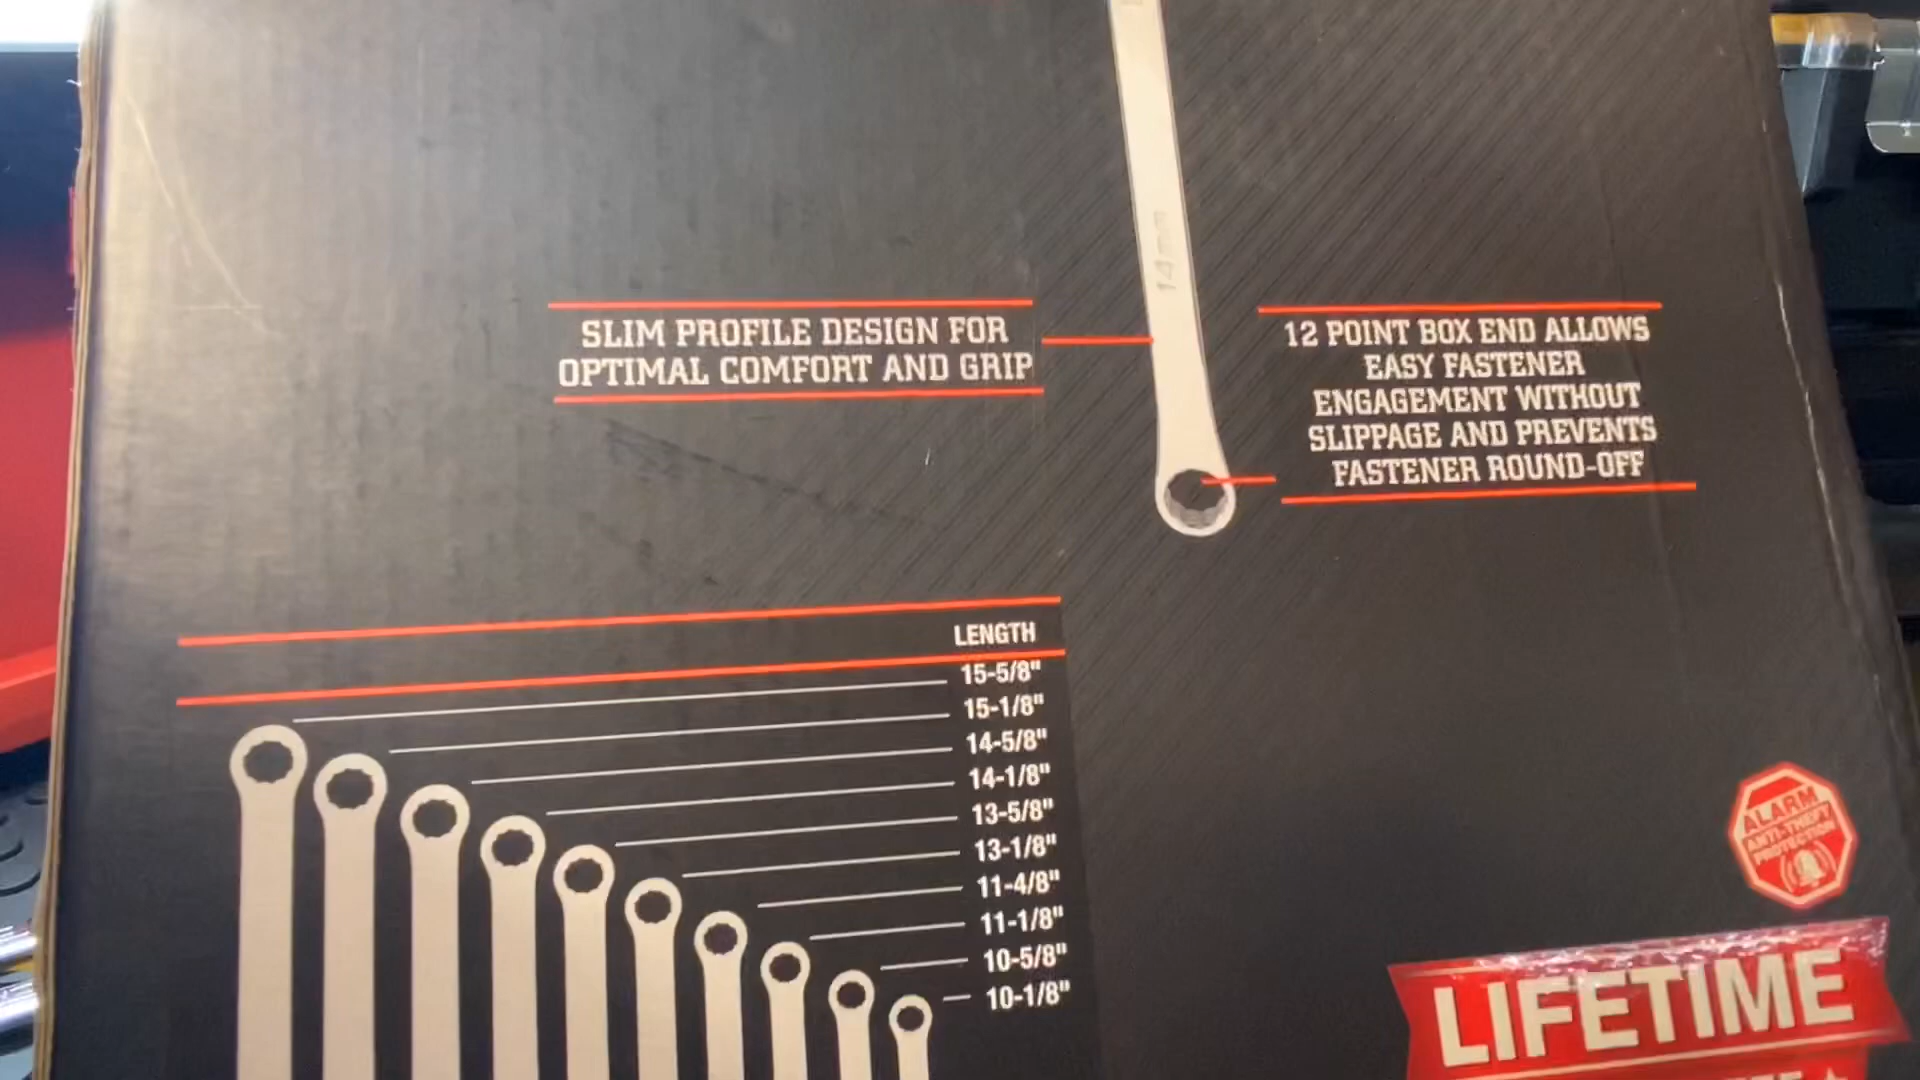 14mm
SLIM PROFILE DESIGN FOR
OPTIMAL COMFORT AND GRIP
12 POINT BOX END ALLOWS
EASY FASTENER
ENGAGEMENT WITHOUT
SLIPPAGE AND PREVENTS
FASTENER ROUND-OFF
LENGTH
15-5/8"
15-1/8"
14-5/8"
14-1/8"
13-5/8"
13-1/8"
11-4/8"
11-1/8"
10-5/8"
10-1/8"
ALARM
ANTI-THEFT
PROTECTION
LIFETIME